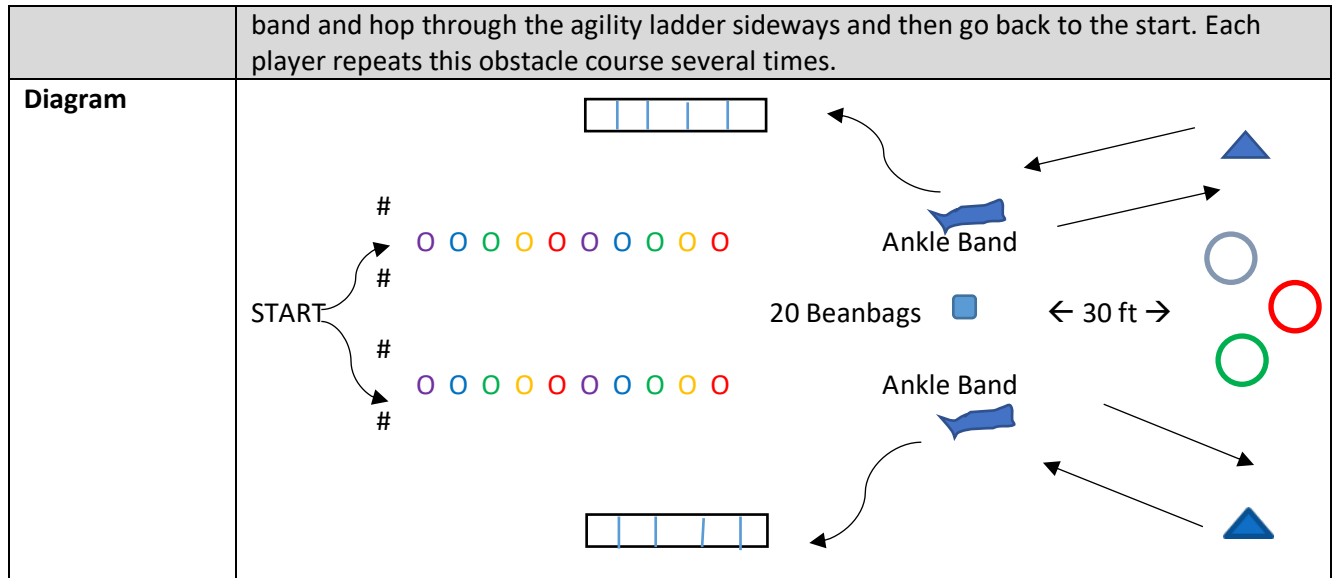 band and hop through the agility ladder sideways and then go back to the start. Each
player repeats this obstacle course several times.
Diagram
#
O O O O O O O O O O Ankle Band
#
START 20 Beanbags ← 30 ft →
#
O O O O O O O O O O Ankle Band
#